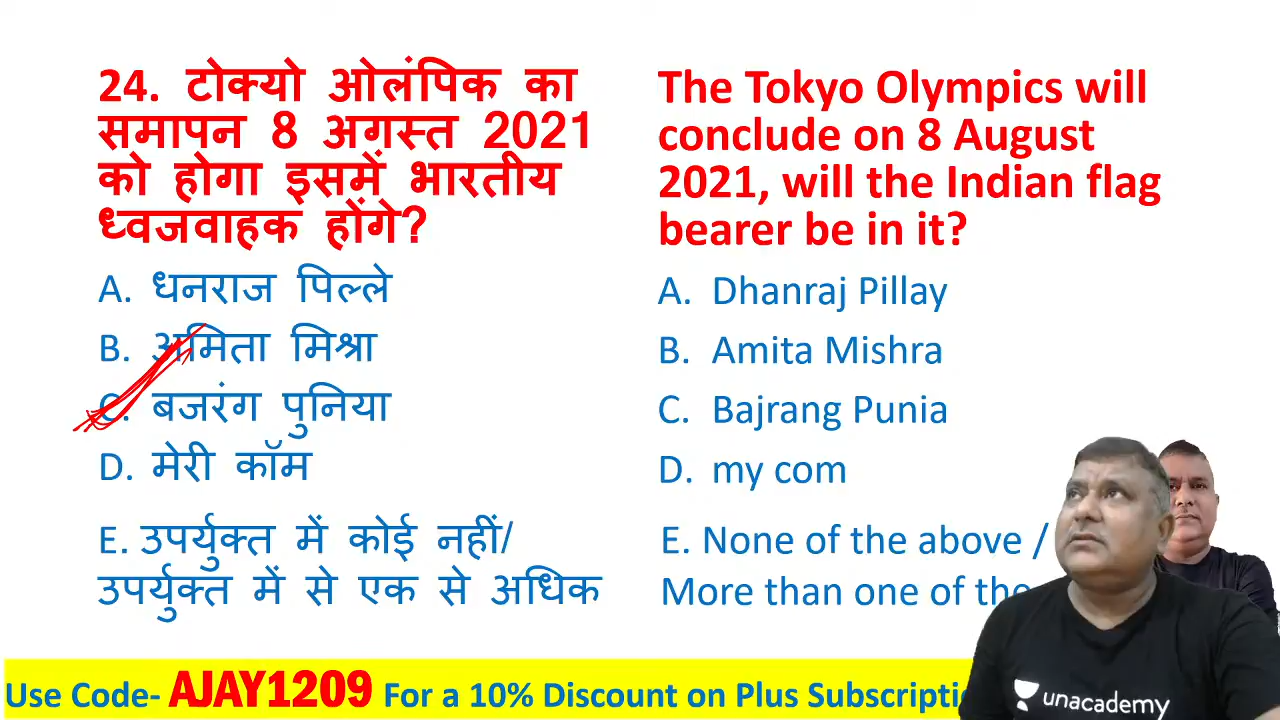 24. टोक्यो ओलंपिक का
समापन 8 अगस्त 2021
को होगा इसमें भारतीय
ध्वजवाहक होंगे?
A. धनराज पिल्ले
B. अमिता मिश्रा
C. बजरंग पुनिया
D. मेरी कॉम
E. उपर्युक्त में कोई नहीं/
उपर्युक्त में से एक से अधिक
The Tokyo Olympics will
conclude on 8 August
2021, will the Indian flag
bearer be in it?
A. Dhanraj Pillay
B. Amita Mishra
C. Bajrang Punia
D. my com
E. None of the above /
More than one of the
Use Code- AJAY1209 For a 10% Discount on Plus
unacademy